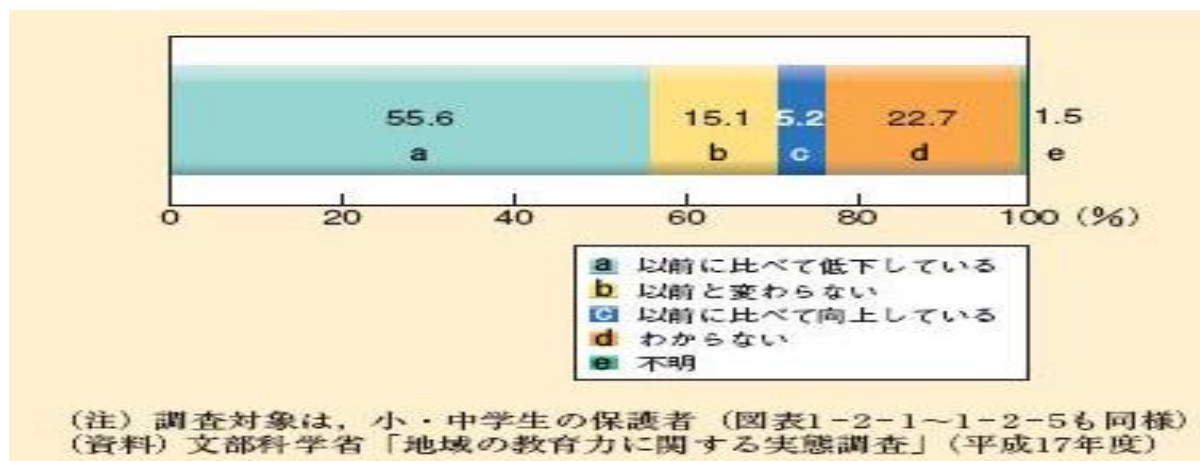 55.6 15.1 5.2 22.7 1.5
a b c d e
0 20 40 60 80 100 (%)
a 以前に比べて低下している
b 以前と変わらない
c 以前に比べて向上している
d わからない
e 不明
(注) 調査対象は，小・中学生の保護者 (図表1-2-1～1-2-5も同様)
(資料) 文部科学省「地域の教育力に関する実態調査」(平成17年度)